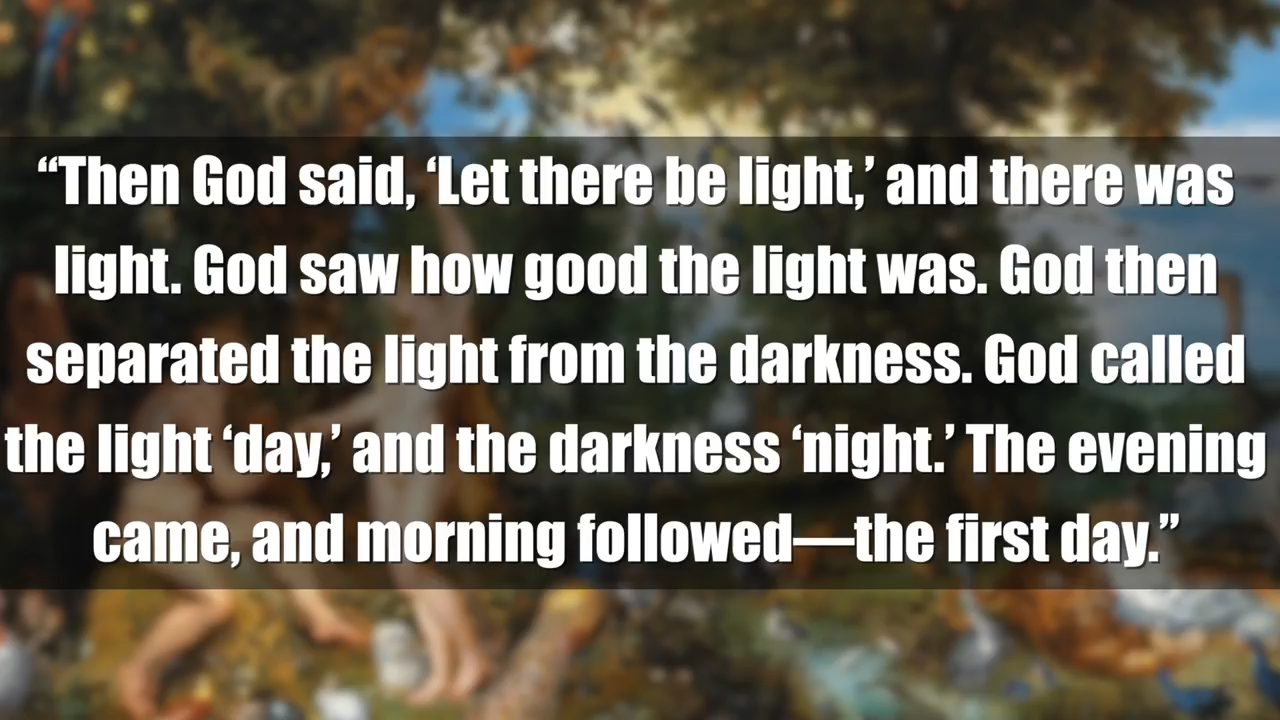 “Then God said, ‘Let there be light,’ and there was
light. God saw how good the light was. God then
separated the light from the darkness. God called
the light ‘day,’ and the darkness ‘night.’ The evening
came, and morning followed—the first day.”